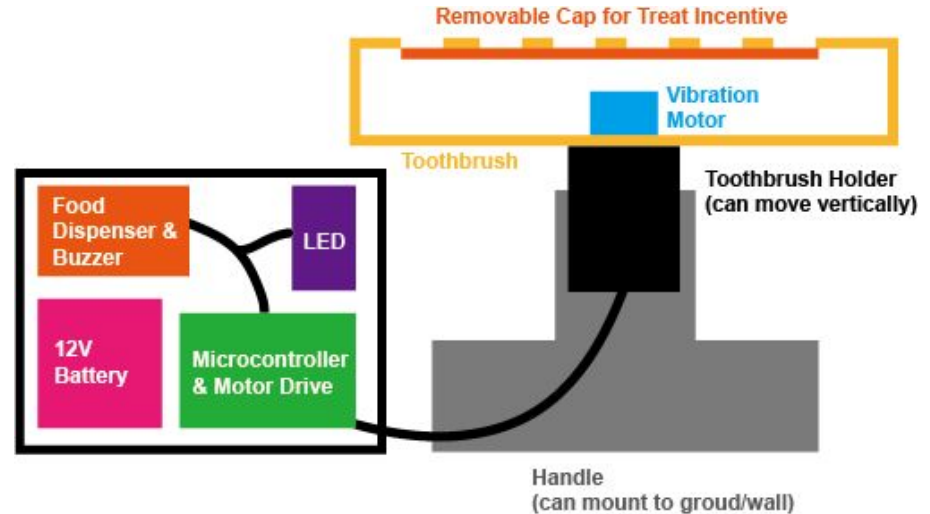 Removable Cap for Treat Incentive
Vibration
Motor
Toothbrush
Toothbrush Holder
(can move vertically)
Food
Dispenser &
Buzzer
LED
12V
Battery
Microcontroller
& Motor Drive
Handle
(can mount to groud/wall)